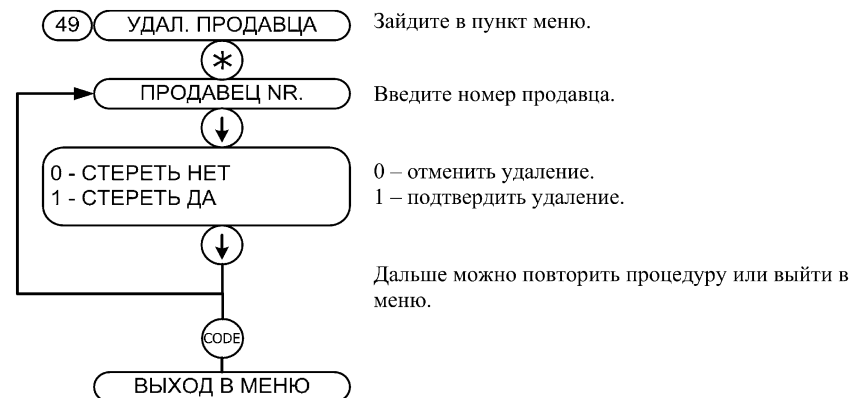 49 УДАЛ. ПРОДАВЦА
Зайдите в пункт меню.
*
ПРОДАВЕЦ NR.
Введите номер продавца.
↓
0 - СТЕРЕТЬ НЕТ
1 - СТЕРЕТЬ ДА
0 – отменить удаление.
1 – подтвердить удаление.
↓
Дальше можно повторить процедуру или выйти в
меню.
CODE
ВЫХОД В МЕНЮ